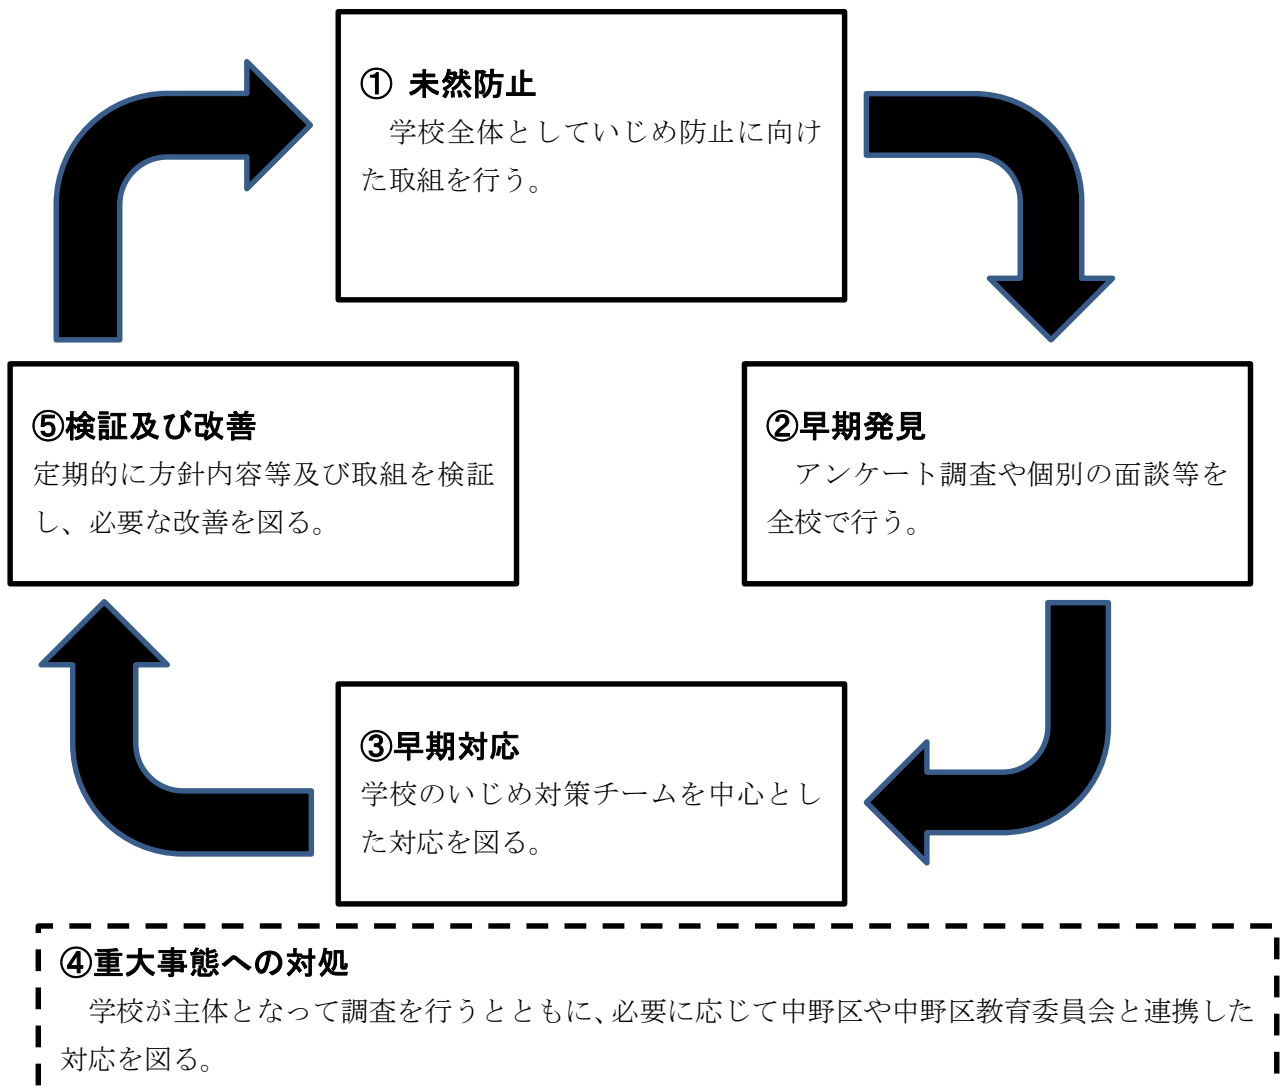 ① 未然防止
学校全体としていじめ防止に向け
た取組を行う。
⑤検証及び改善
定期的に方針内容等及び取組を検証
し、必要な改善を図る。
②早期発見
アンケート調査や個別の面談等を
全校で行う。
③早期対応
学校のいじめ対策チームを中心とし
た対応を図る。
④重大事態への対処
学校が主体となって調査を行うとともに、必要に応じて中野区や中野区教育委員会と連携した
対応を図る。